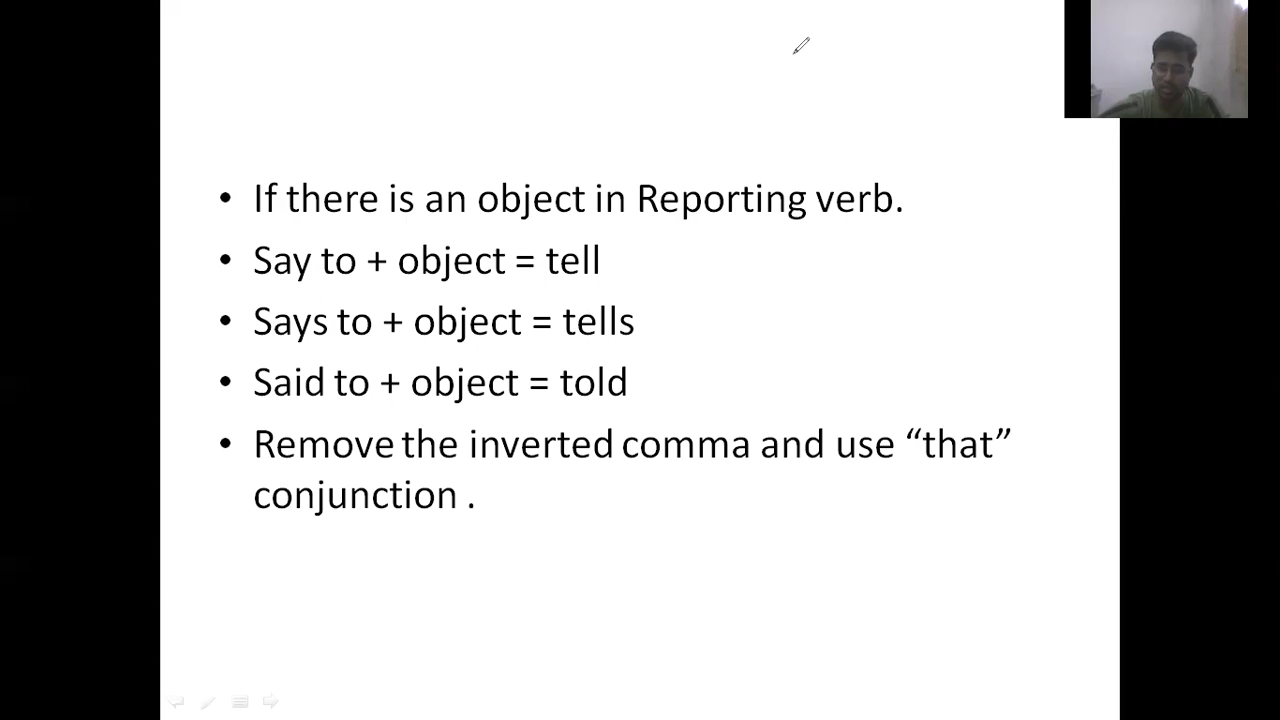 • If there is an object in Reporting verb.
• Say to + object = tell
• Says to + object = tells
• Said to + object = told
• Remove the inverted comma and use “that”
conjunction .